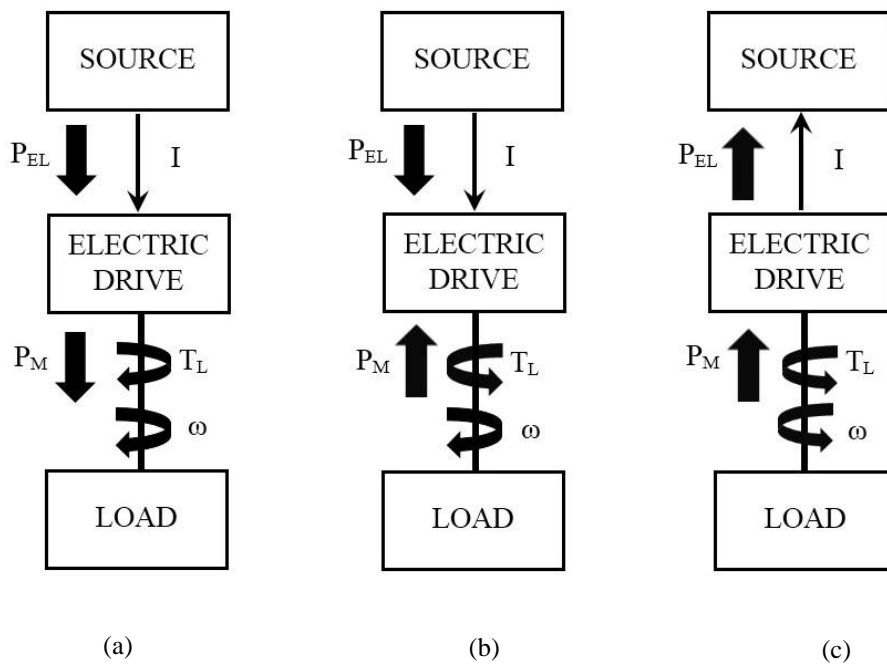 SOURCE
P_EL
I
ELECTRIC
DRIVE
P_M
T_L
ω
LOAD
(a)
SOURCE
P_EL
I
ELECTRIC
DRIVE
P_M
T_L
ω
LOAD
(b)
SOURCE
P_EL
I
ELECTRIC
DRIVE
P_M
T_L
ω
LOAD
(c)